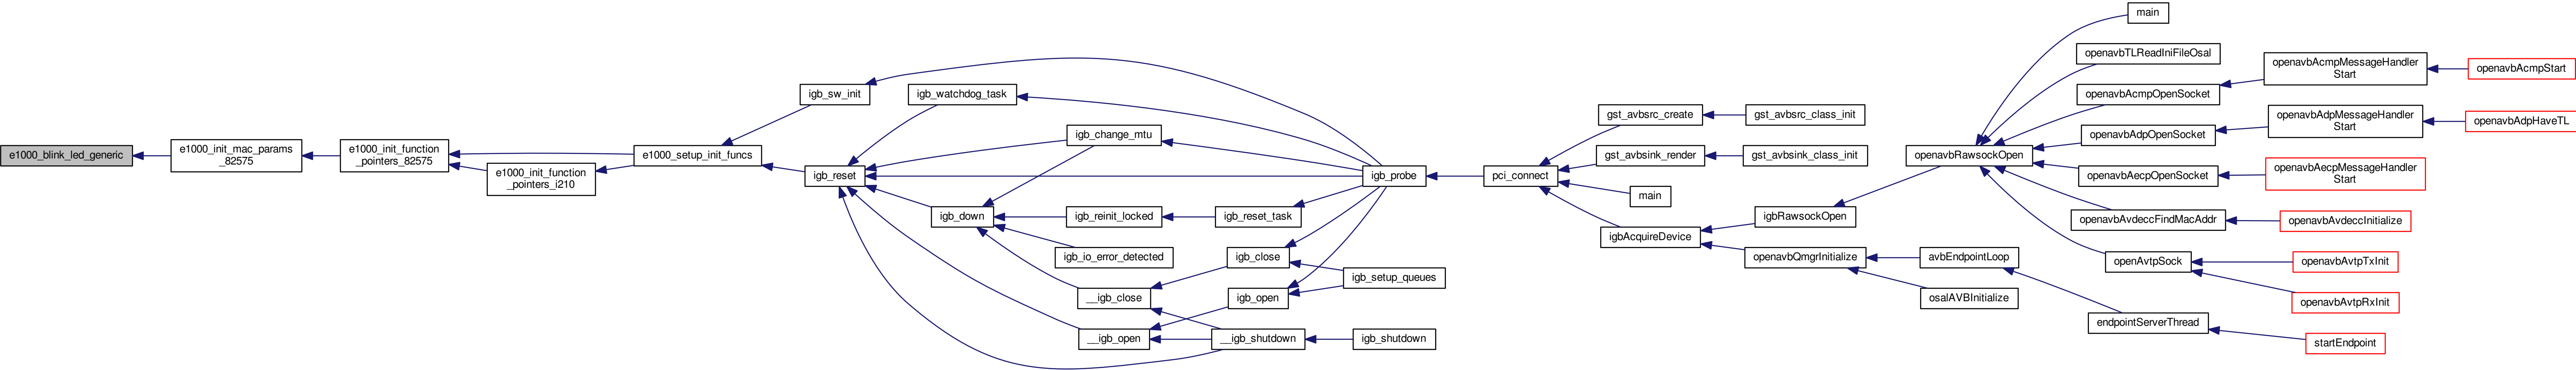 e1000_blink_led_generic
e1000_init_mac_params
_82575
e1000_init_function
_pointers_82575
e1000_init_function
_pointers_i210
e1000_setup_init_funcs
igb_sw_init
igb_reset
igb_watchdog_task
igb_change_mtu
igb_down
igb_reinit_locked
igb_io_error_detected
__igb_close
__igb_open
igb_reset_task
igb_close
igb_open
__igb_shutdown
igb_probe
igb_setup_queues
igb_shutdown
pci_connect
gst_avbsrc_create
gst_avbsink_render
main
igbAcquireDevice
gst_avbsrc_class_init
gst_avbsink_class_init
igbRawsockOpen
openavbQmgrInitialize
openavbRawsockOpen
avbEndpointLoop
osalAVBInitialize
main
openavbTLReadIniFileOsal
openavbAcmpOpenSocket
openavbAdpOpenSocket
openavbAecpOpenSocket
openavbAvdeccFindMacAddr
openAvtpSock
endpointServerThread
openavbAcmpMessageHandler
Start
openavbAdpMessageHandler
Start
openavbAecpMessageHandler
Start
openavbAvdeccInitialize
openavbAvtpTxInit
openavbAvtpRxInit
startEndpoint
openavbAcmpStart
openavbAdpHaveTL